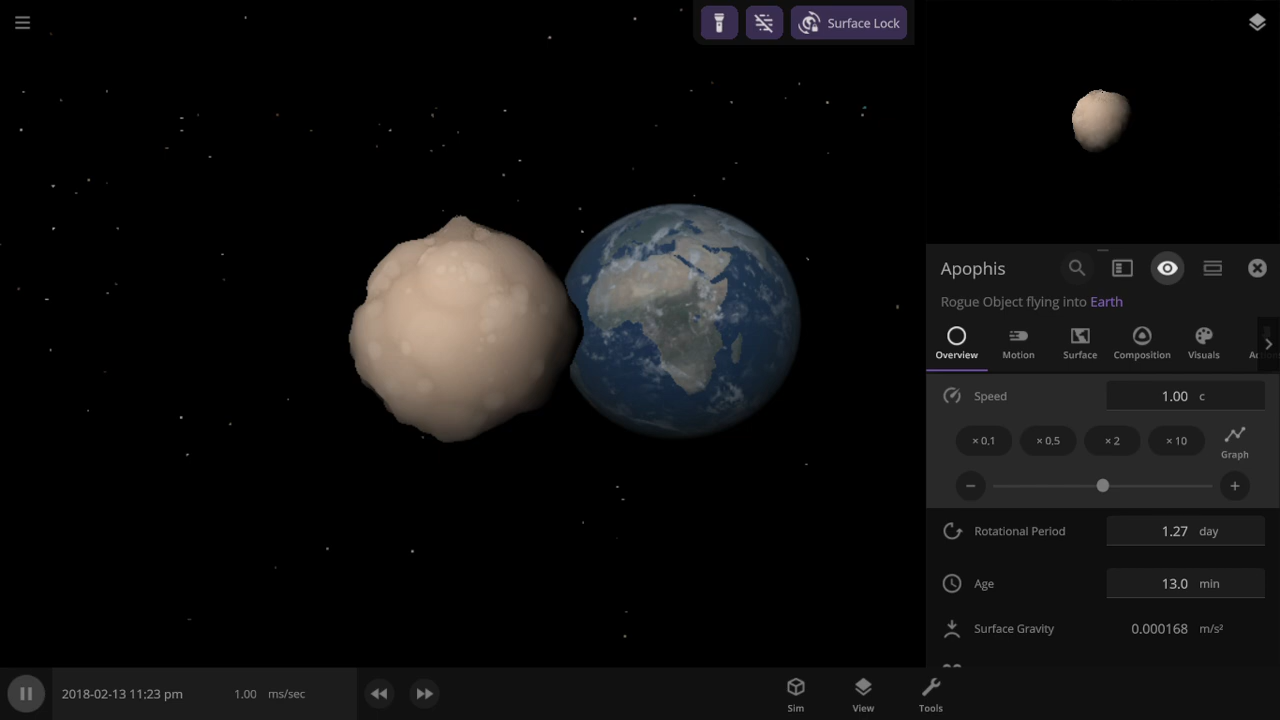 Surface Lock
Apophis
Rogue Object flying into Earth
Overview
Motion
Surface
Composition
Visuals
Speed
1.00 c
× 0.1
× 0.5
× 2
× 10
Graph
Rotational Period
1.27 day
Age
13.0 min
Surface Gravity
0.000168 m/s²
2018-02-13 11:23 pm
1.00 ms/sec
Sim
View
Tools